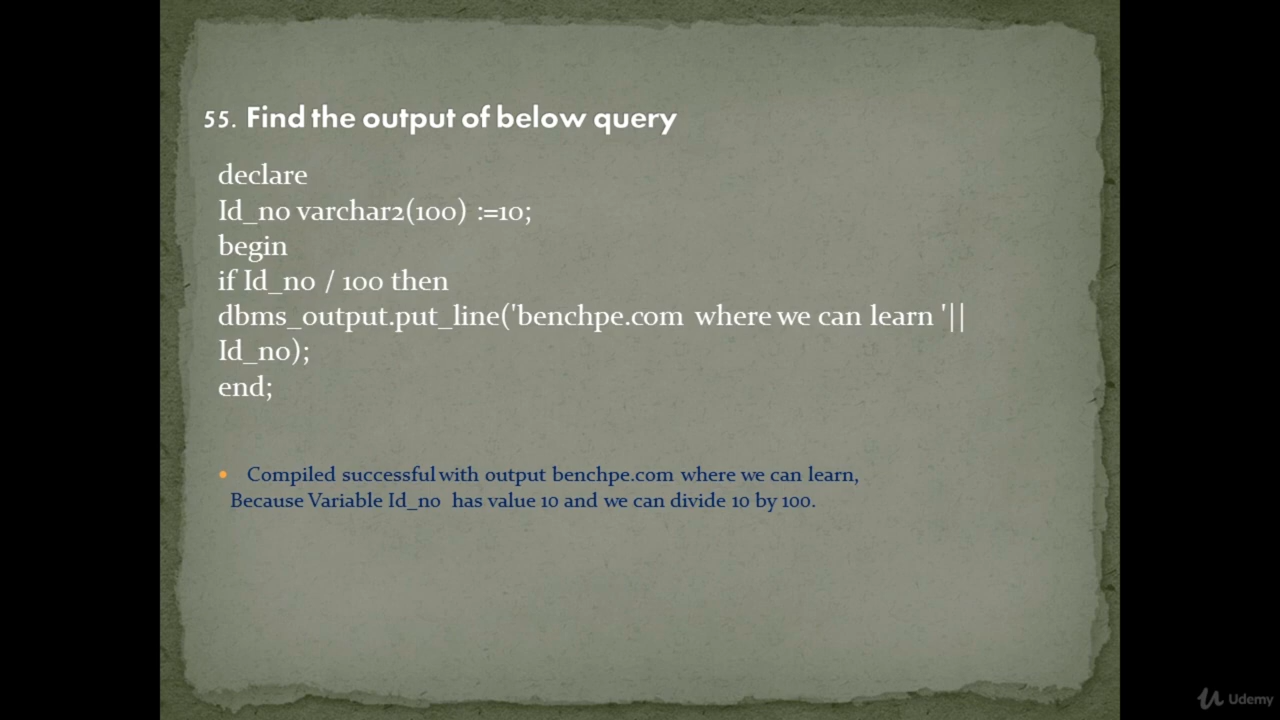 55. Find the output of below query
declare
Id_no varchar2(100) :=10;
begin
if Id_no / 100 then
dbms_output.put_line('benchpe.com where we can learn '||
Id_no);
end;
• Compiled successful with output benchpe.com where we can learn,
Because Variable Id_no has value 10 and we can divide 10 by 100.
Udemy